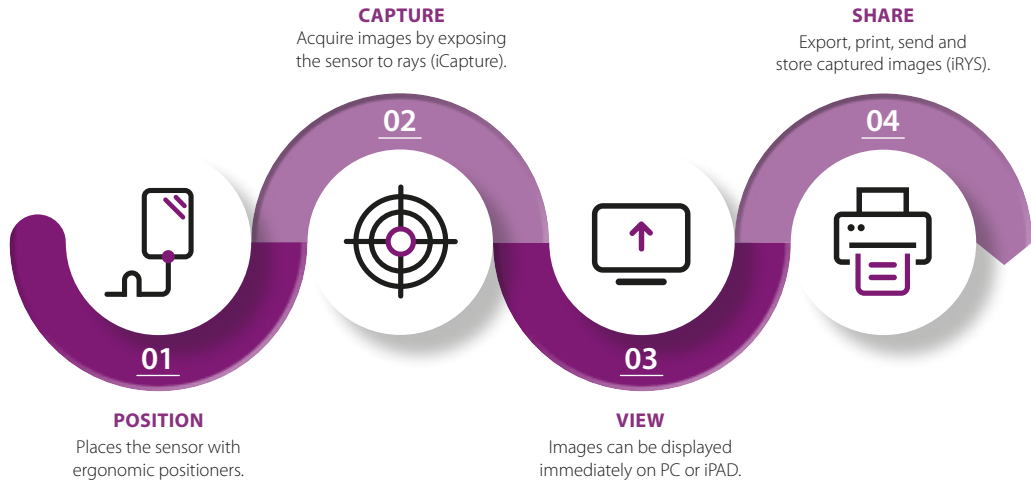 01
POSITION
Places the sensor with
ergonomic positioners.
CAPTURE
Acquire images by exposing
the sensor to rays (iCapture).
02
03
VIEW
Images can be displayed
immediately on PC or iPAD.
SHARE
Export, print, send and
store captured images (iRYS).
04